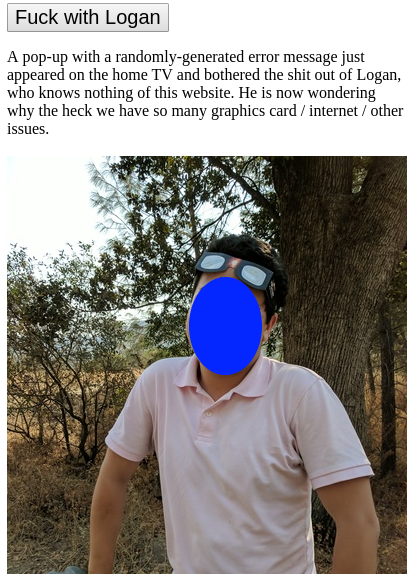 Fuck with Logan
A pop-up with a randomly-generated error message just
appeared on the home TV and bothered the shit out of Logan,
who knows nothing of this website. He is now wondering
why the heck we have so many graphics card / internet / other
issues.